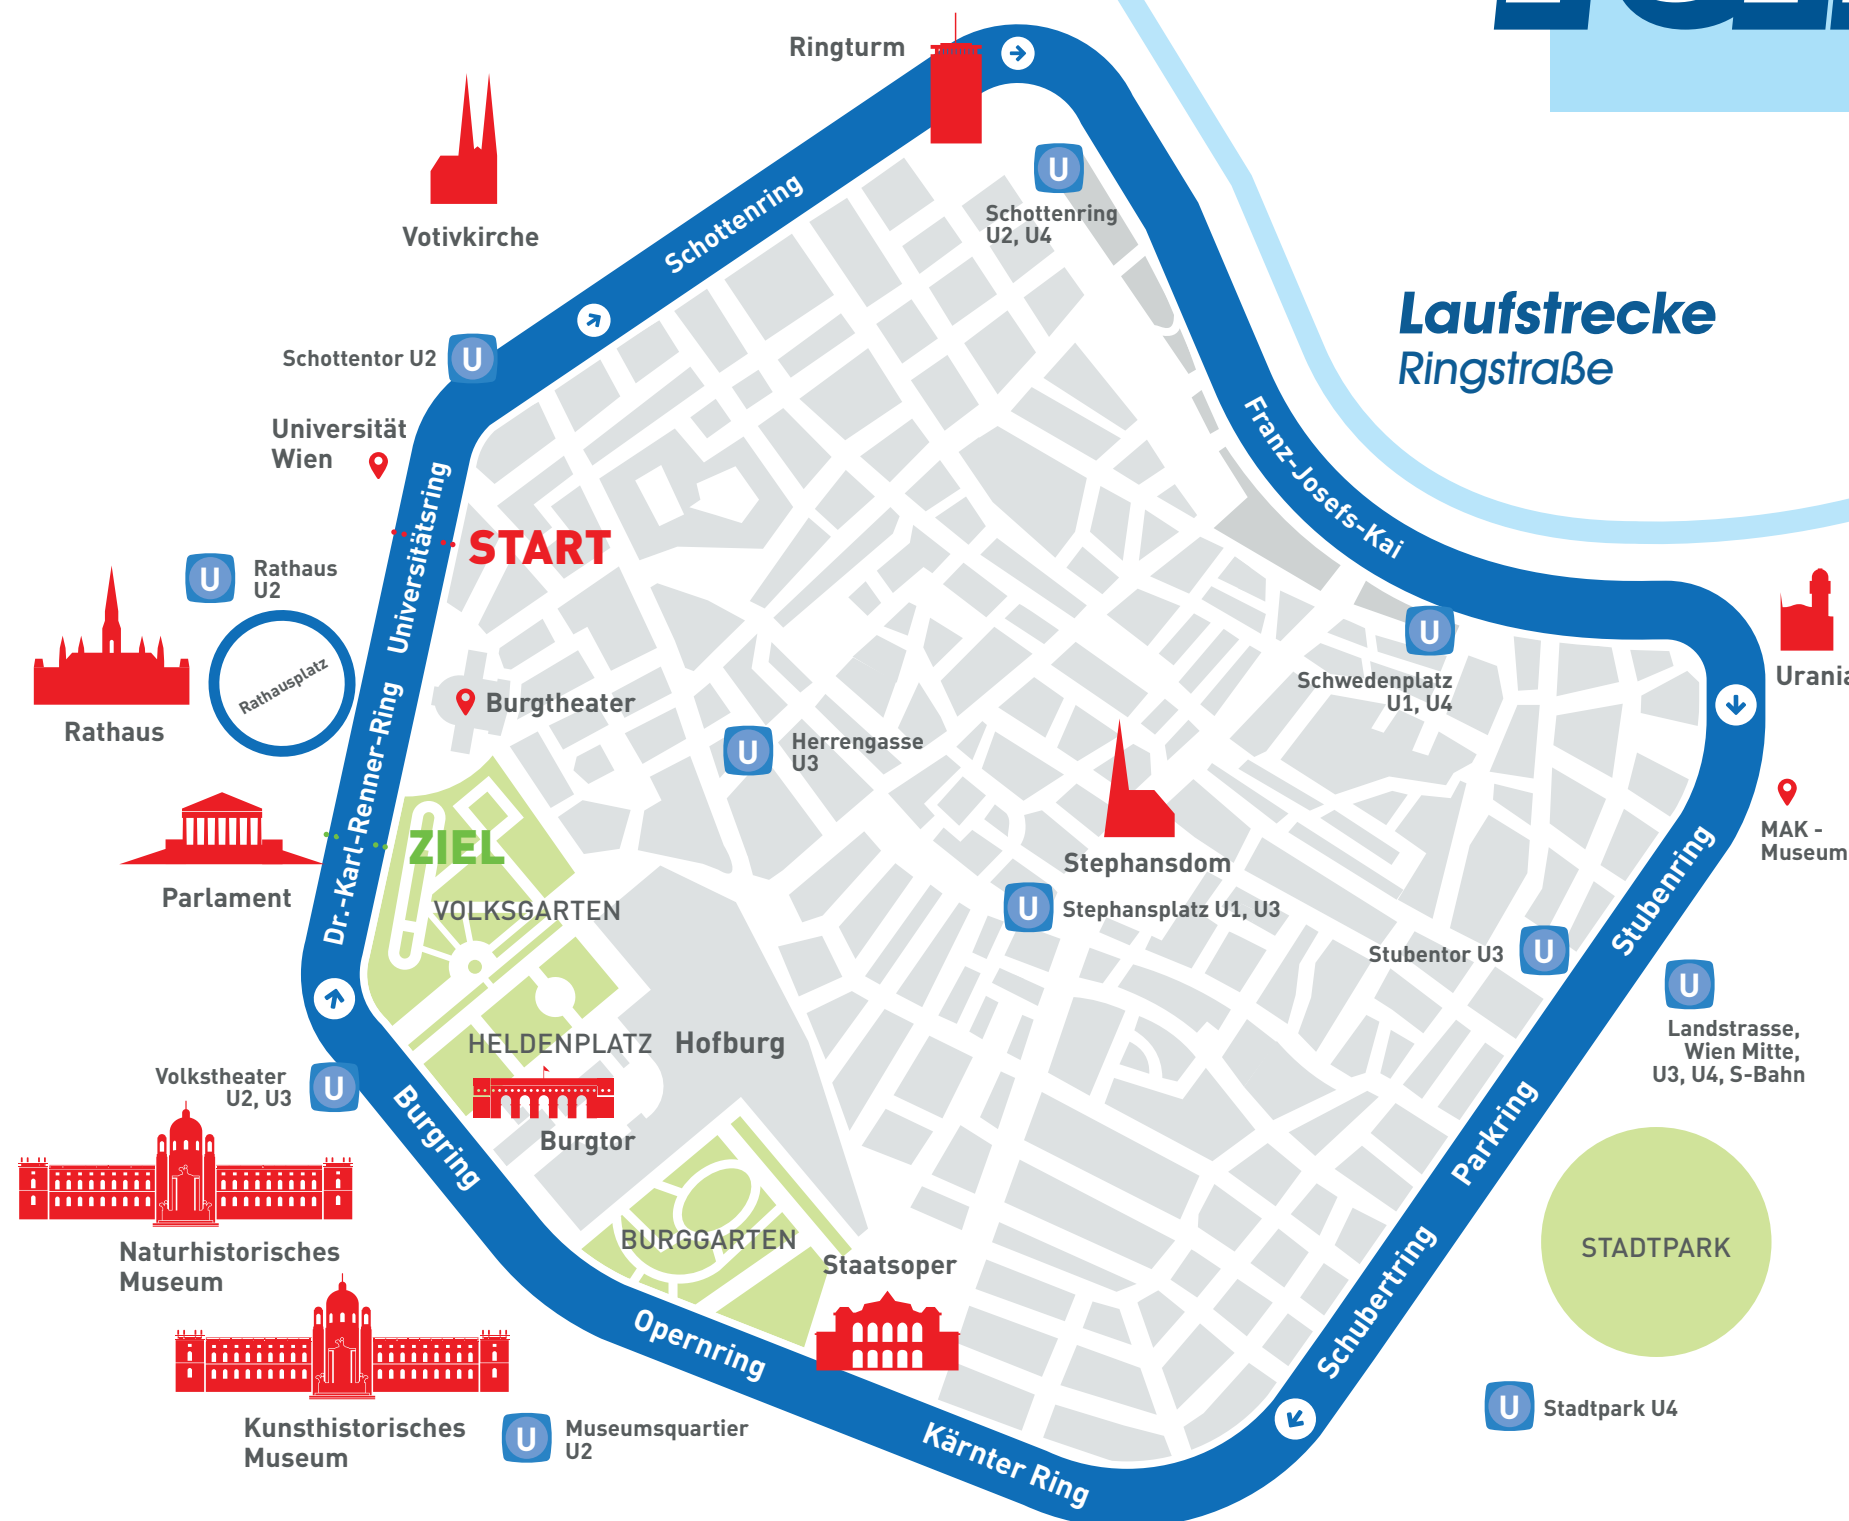 Ringturm
Votivkirche
Schottenring
U
Schottenring
U2, U4
Laufstrecke
Ringstraße
Schottentor U2
U
Universität
Wien
Franz-Josefs-Kai
Universitätsring
START
U
Rathaus
U2
Rathausplatz
Rathaus
Burgtheater
U
Herrengasse
U3
U
Schwedenplatz
U1, U4
Urania
MAK -
Museum
Dr.-Karl-Renner-Ring
ZIEL
Parlament
VOLKSGARTEN
Stephansdom
U
Stephansplatz U1, U3
Stubenring
Stubentor U3
U
U
Landstrasse,
Wien Mitte,
U3, U4, S-Bahn
HELDENPLATZ
Hofburg
Burgtor
Volkstheater
U2, U3
U
Burgring
Parkring
Naturhistorisches
Museum
BURGGARTEN
Staatsoper
Schubertring
STADTPARK
Opernring
Kunsthistorisches
Museum
U
Museumsquartier
U2
Kärnter Ring
U
Stadtpark U4